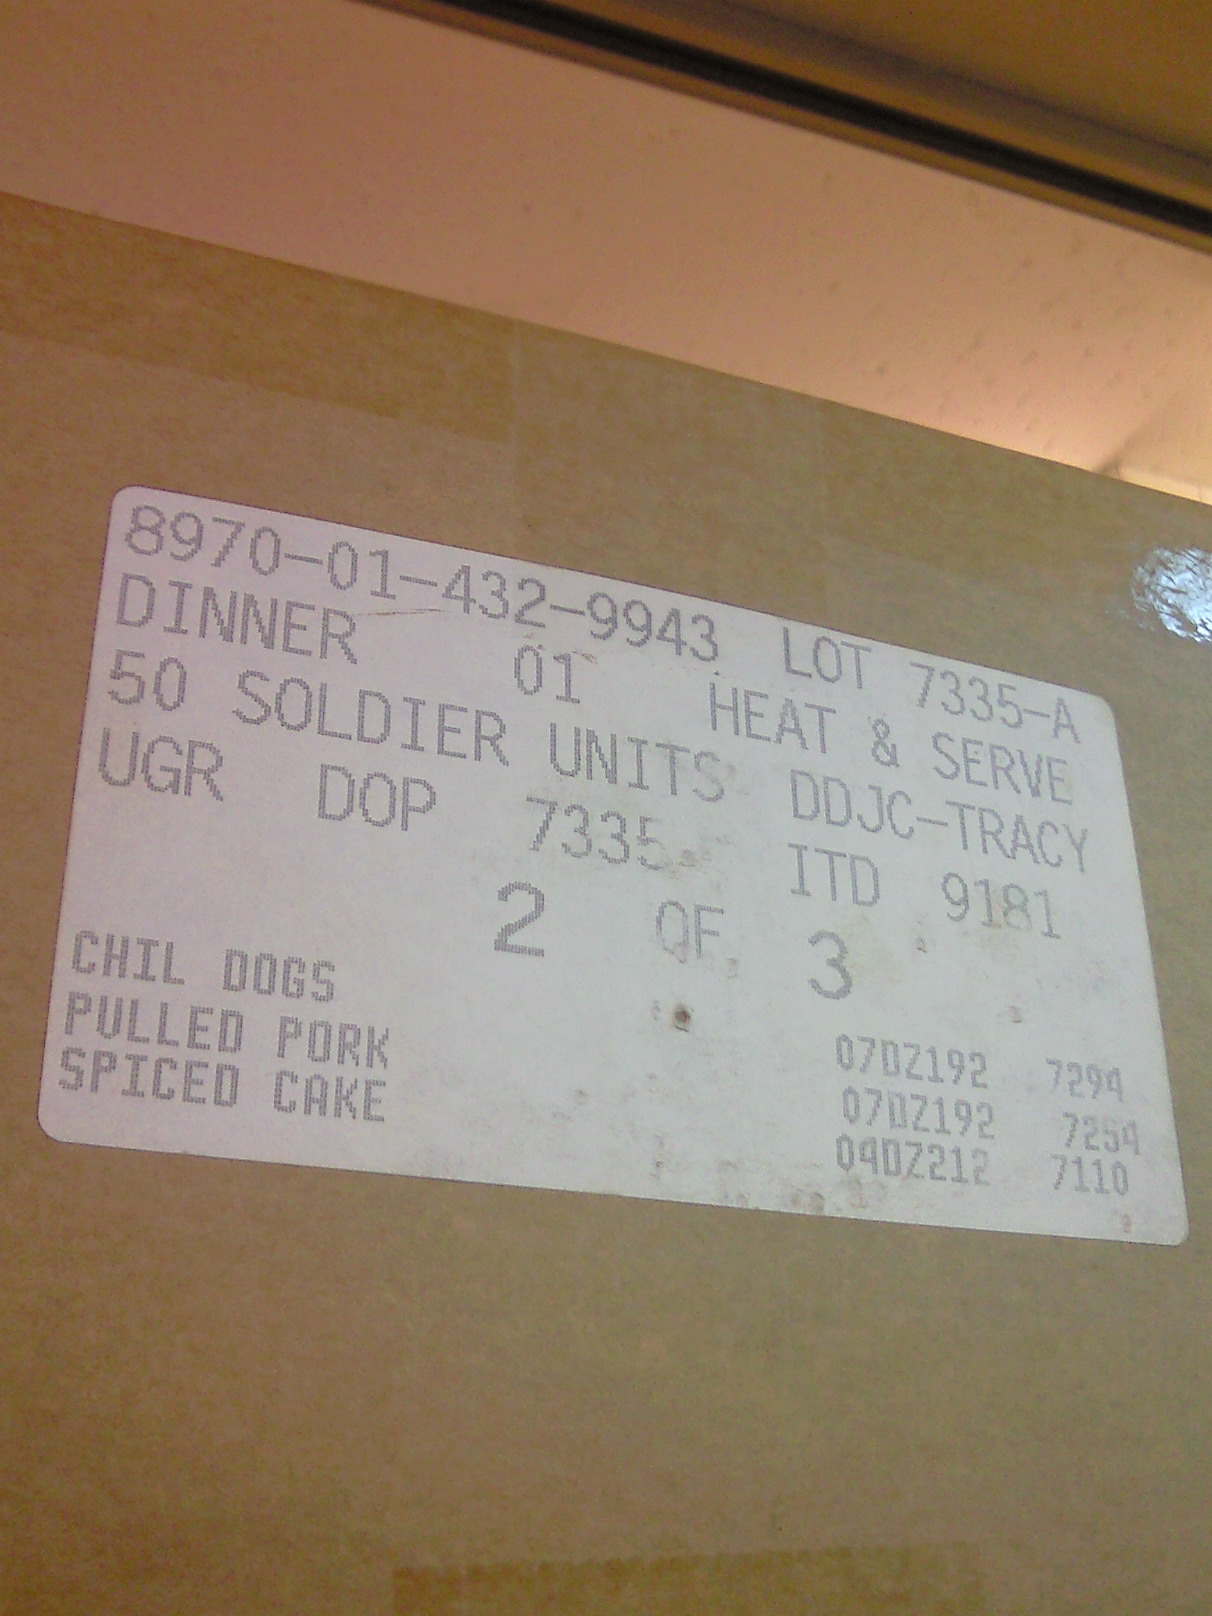 8970-01-432-9943 LOT 7335-A
DINNER 01 HEAT & SERVE
50 SOLDIER UNITS DDJC-TRACY
UGR DOP 7335 ITD 9181
2 OF 3
CHIL DOGS 07DZ192 7294
PULLED PORK 07DZ192 7254
SPICED CAKE 04DZ212 7110